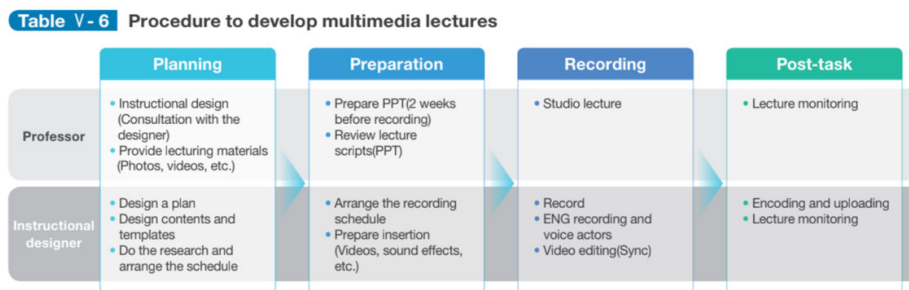 Table Ⅴ-6 Procedure to develop multimedia lectures
Planning
Preparation
Recording
Post-task
Professor
• Instructional design
(Consultation with the
designer)
• Provide lecturing materials
(Photos, videos, etc.)
• Prepare PPT(2 weeks
before recording)
• Review lecture
scripts(PPT)
• Studio lecture
• Lecture monitoring
Instructional
designer
• Design a plan
• Design contents and
templates
• Do the research and
arrange the schedule
• Arrange the recording
schedule
• Prepare insertion
(Videos, sound effects,
etc.)
• Record
• ENG recording and
voice actors
• Video editing(Sync)
• Encoding and uploading
• Lecture monitoring